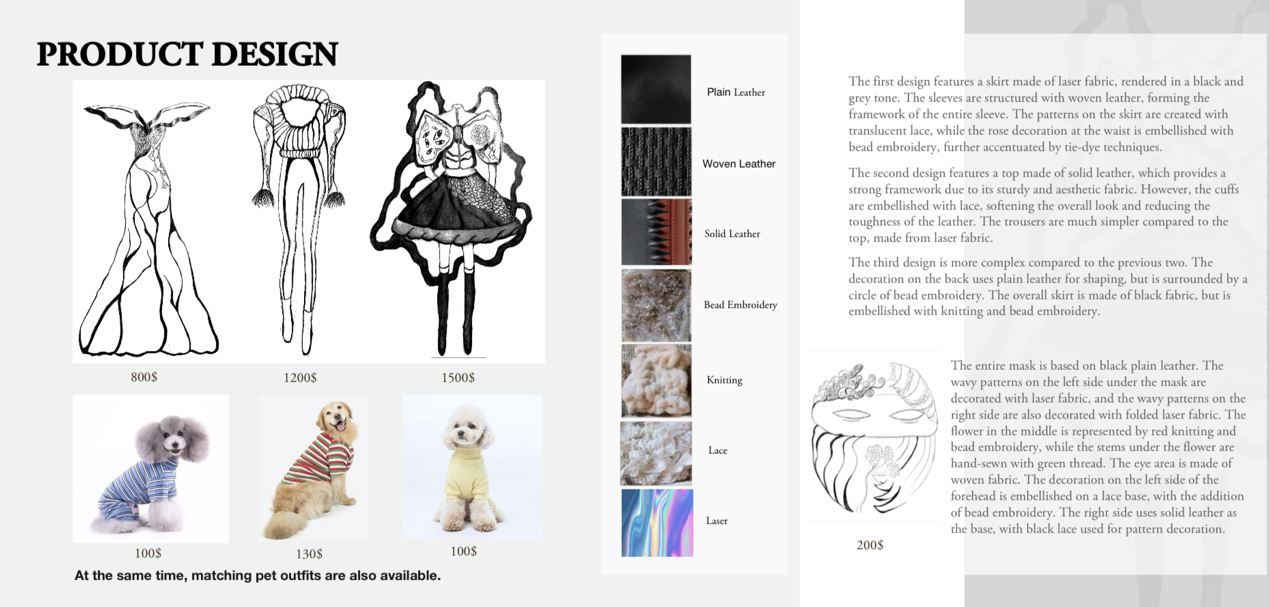 PRODUCT DESIGN
800$
1200$
1500$
100$
130$
100$
At the same time, matching pet outfits are also available.
Plain Leather
Woven Leather
Solid Leather
Bead Embroidery
Knitting
Lace
Laser
The first design features a skirt made of laser fabric, rendered in a black and
grey tone. The sleeves are structured with woven leather, forming the
framework of the entire sleeve. The patterns on the skirt are created with
translucent lace, while the rose decoration at the waist is embellished with
bead embroidery, further accentuated by tie-dye techniques.
The second design features a top made of solid leather, which provides a
strong framework due to its sturdy and aesthetic fabric. However, the cuffs
are embellished with lace, softening the overall look and reducing the
roughness of the leather. The trousers are much simpler compared to the
top, made from laser fabric.
The third design is more complex compared to the previous two. The
decoration on the back uses plain leather for shaping, but is surrounded by a
circle of bead embroidery. The overall skirt is made of black fabric, but is
embellished with knitting and bead embroidery.
The entire mask is based on black plain leather. The
wavy patterns on the left side under the mask are
decorated with laser fabric, and the wavy patterns on the
right side are also decorated with folded laser fabric. The
flower in the middle is represented by red knitting and
bead embroidery, while the stems under the flower are
hand-sewn with green thread. The eye area is made of
woven fabric. The decoration on the left side of the
forehead is embellished on a lace base, with the addition
of bead embroidery. The right side uses solid leather as
the base, with black lace used for pattern decoration.
200$